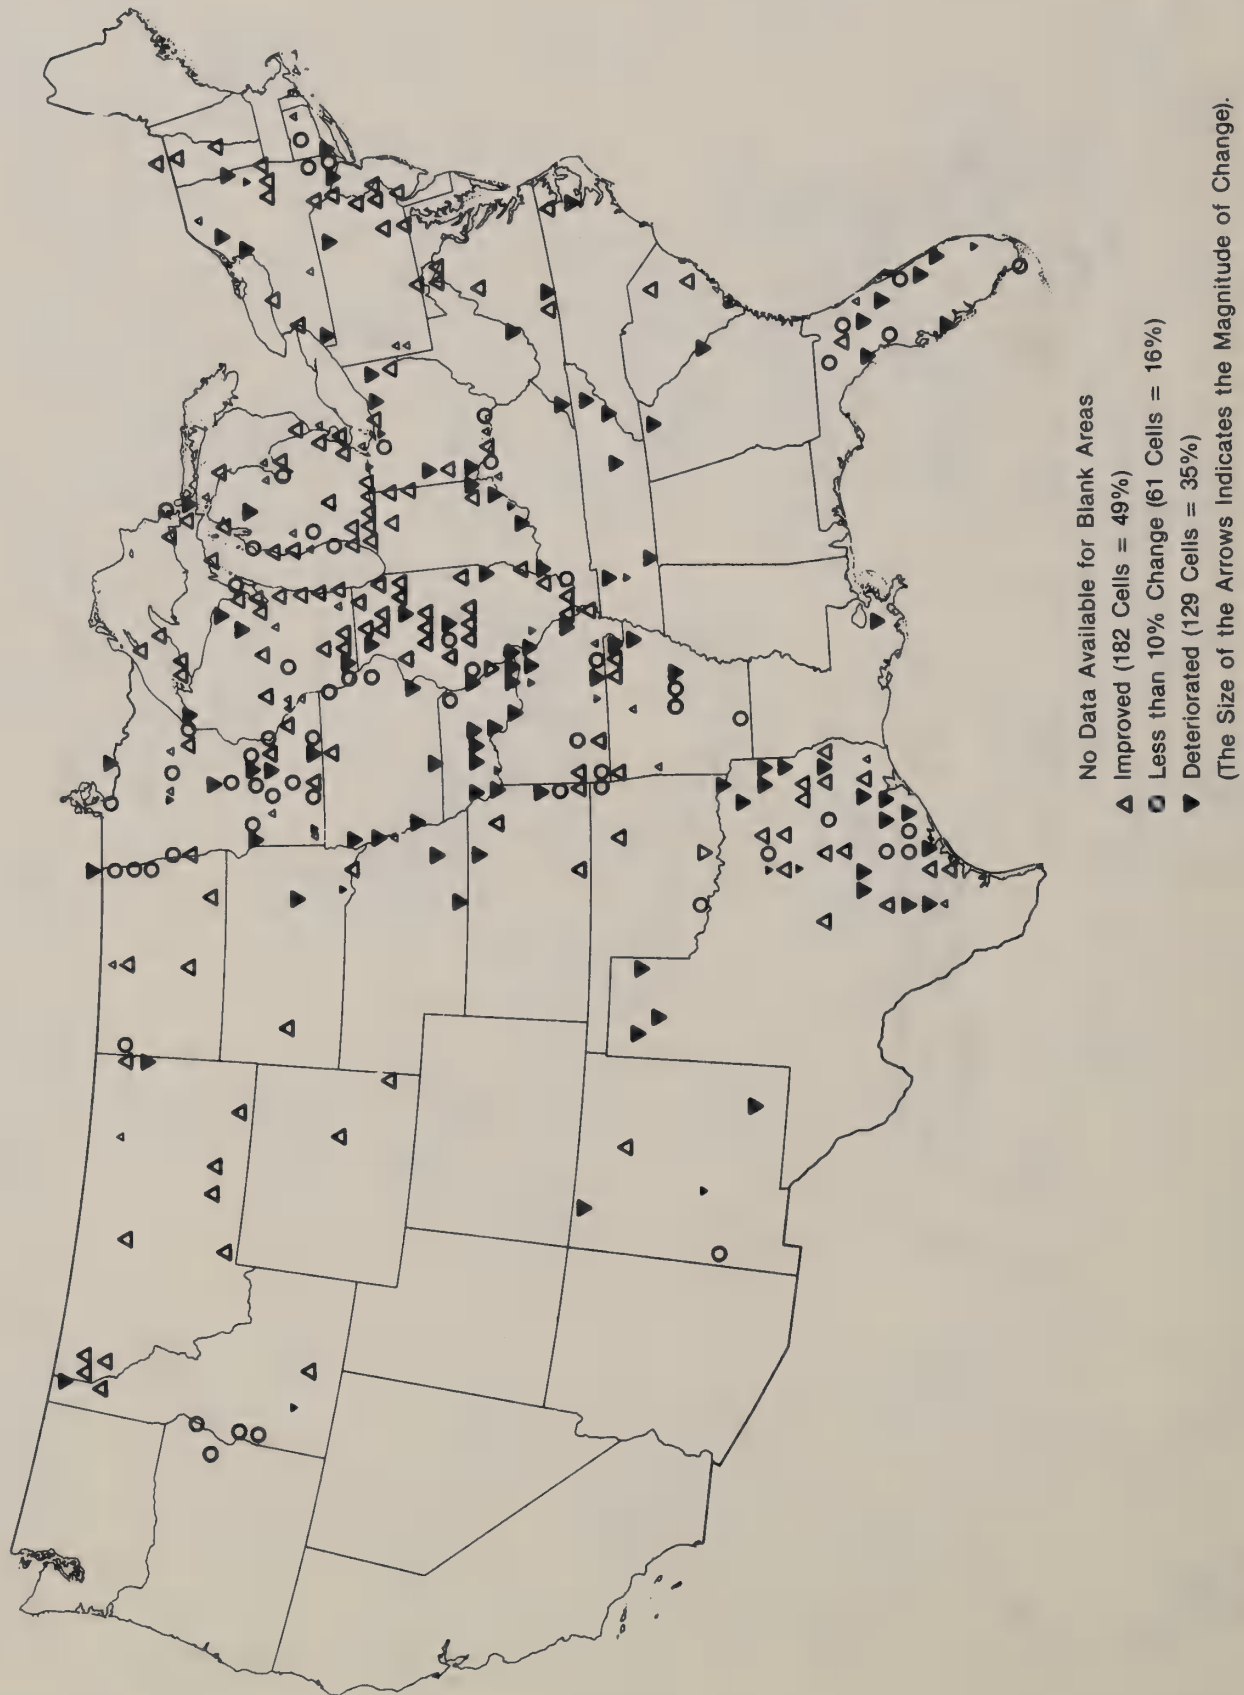 No Data Available for Blank Areas
Improved (182 Cells = 49%)
Less than 10% Change (61 Cells = 16%)
Deteriorated (129 Cells = 35%)
(The Size of the Arrows Indicates the Magnitude of Change).